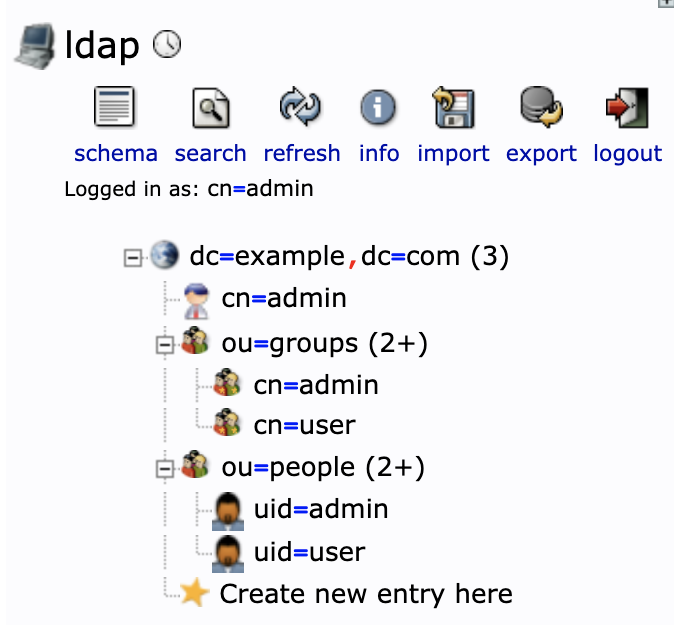 ldap
schema search refresh info import export logout
Logged in as: cn=admin
dc=example,dc=com (3)
cn=admin
ou=groups (2+)
cn=admin
cn=user
ou=people (2+)
uid=admin
uid=user
Create new entry here